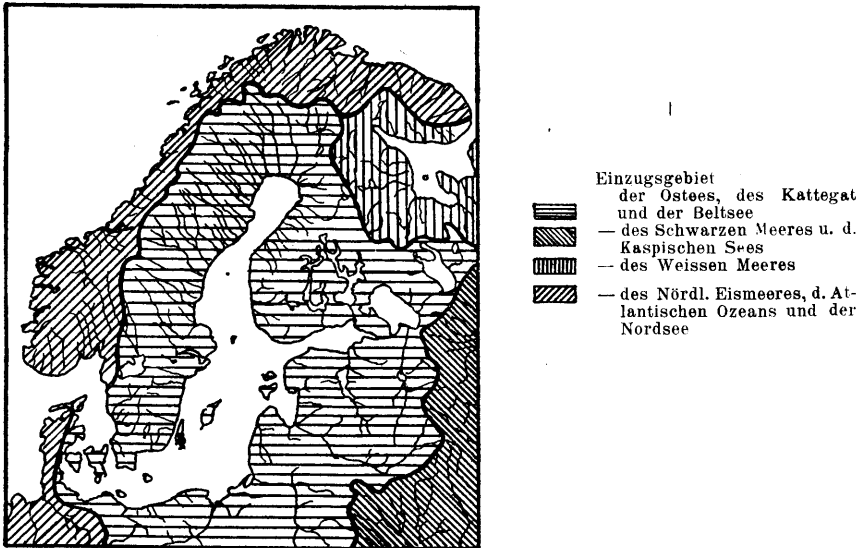 Einzugsgebiet
der Ostees, des Kattegat
und der Beltsee
— des Schwarzen Meeres u. d.
Kaspischen Sees
— des Weissen Meeres
— des Nördl. Eismeeres, d. At-
lantischen Ozeans und der
Nordsee